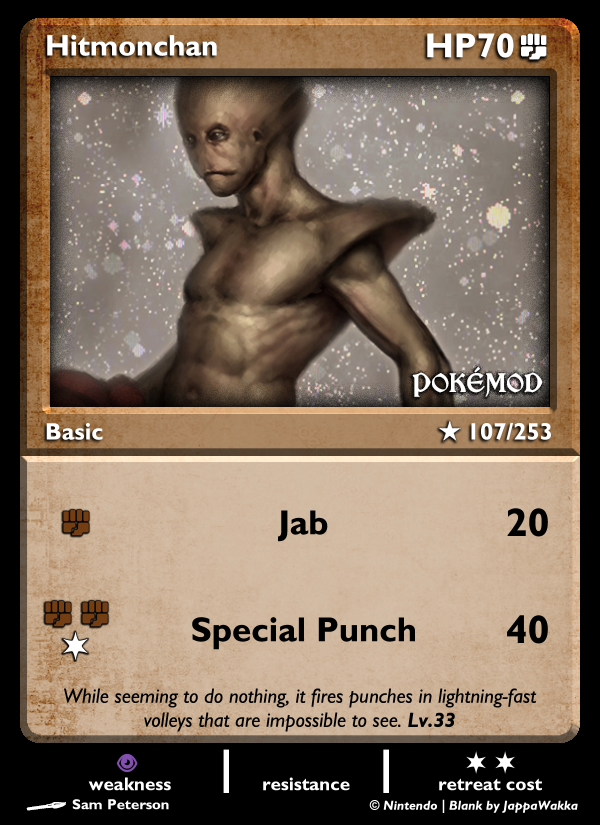 Hitmonchan HP70
POKÉMOD
Basic ★ 107/253
Jab 20
Special Punch 40
While seeming to do nothing, it fires punches in lightning-fast
volleys that are impossible to see. Lv.33
weakness resistance retreat cost
Sam Peterson © Nintendo | Blank by JappaWakka